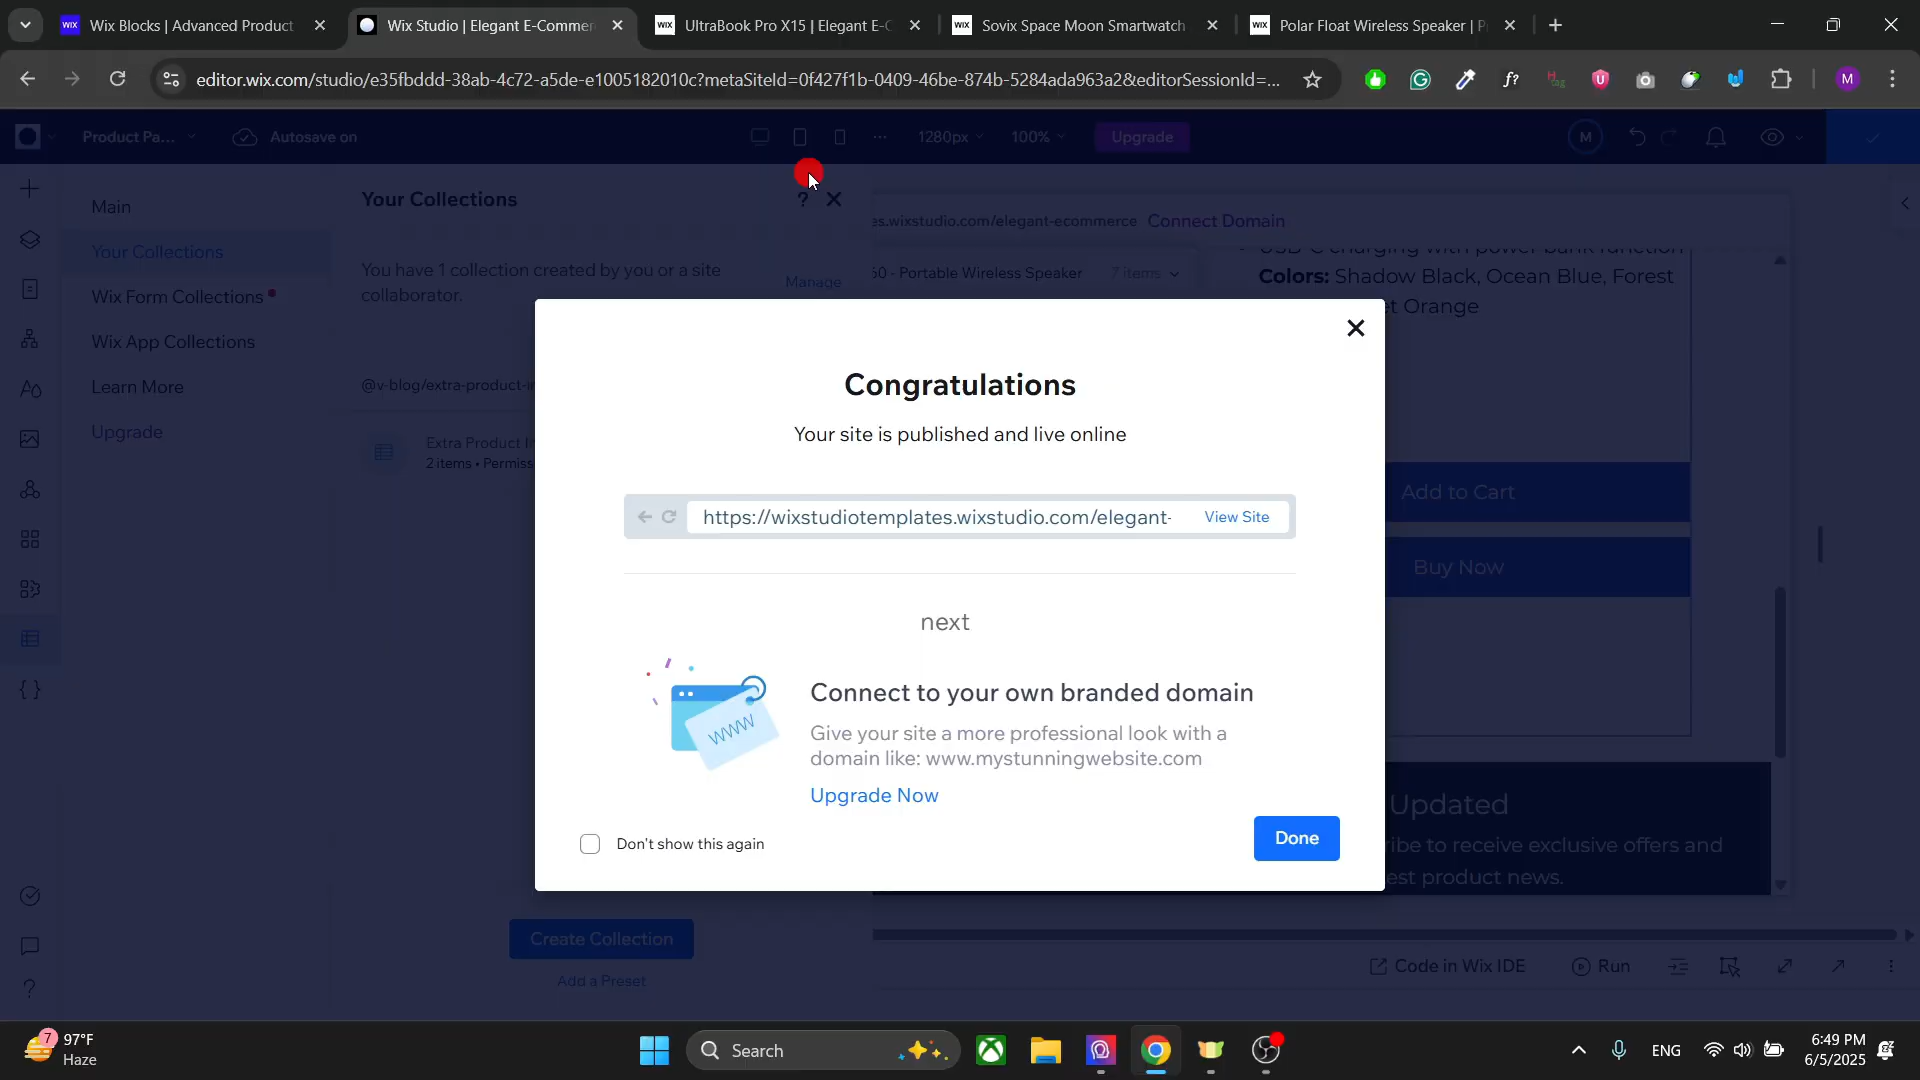 Wix Blocks | Advanced Product
Wix Studio | Elegant E-Commer
UltraBook Pro X15 | Elegant E-C
Sovix Space Moon Smartwatch
Polar Float Wireless Speaker | P
editor.wix.com/studio/e35fbddd-38ab-4c72-a5de-e1005182010c?metaSiteId=0f427f1b-0409-46be-874b-5284ada963a2&editorSessionId=...
Product Pa...
Autosave on
1280px
100%
Upgrade
M
Main
Your Collections
Wix Form Collections
Wix App Collections
Learn More
Upgrade
Your Collections
?
You have 1 collection created by you or a site
collaborator.
Manage
@v-blog/extra-product-in
Extra Product In
2 items • Permiss
Create Collection
Add a Preset
es.wixstudio.com/elegant-ecommerce Connect Domain
60 - Portable Wireless Speaker 7 items
USB-C charging with power bank function
Colors: Shadow Black, Ocean Blue, Forest
et Orange
Add to Cart
Buy Now
Updated
ribe to receive exclusive offers and
est product news.
Code in Wix IDE
Run
Congratulations
Your site is published and live online
https://wixstudiotemplates.wixstudio.com/elegant-
View Site
next
WWW
Connect to your own branded domain
Give your site a more professional look with a
domain like: www.mystunningwebsite.com
Upgrade Now
Don't show this again
Done
7
97°F
Haze
Search
ENG
6:49 PM
6/5/2025